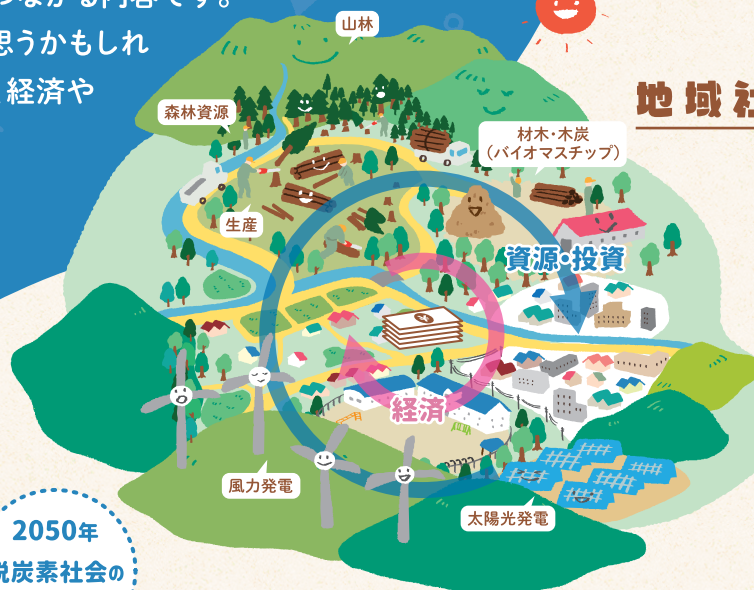 つながる内容です。
思うかもしれ
経済や
山林
地域社
森林資源
材木・木炭
（バイオマスチップ）
生産
資源・投資
経済
風力発電
太陽光発電
2050年
脱炭素社会の